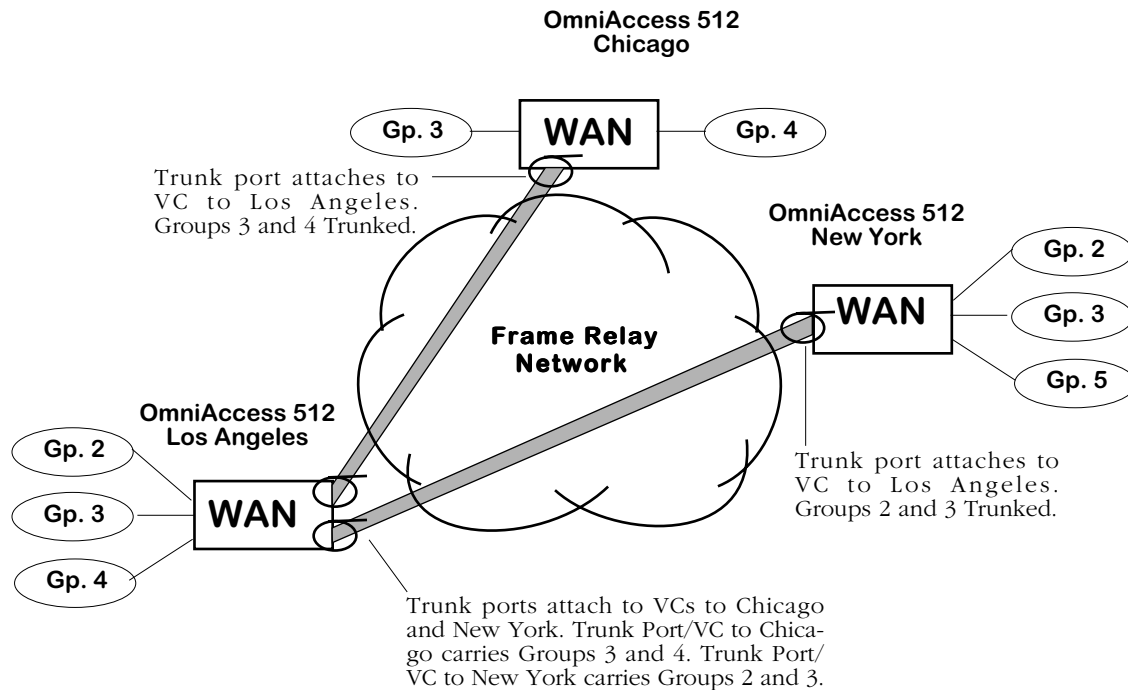 OmniAccess 512
Chicago
Gp. 3
WAN
Gp. 4
Trunk port attaches to
VC to Los Angeles.
Groups 3 and 4 Trunked.
OmniAccess 512
New York
Gp. 2
WAN
Gp. 3
Gp. 5
Frame Relay
Network
OmniAccess 512
Los Angeles
Gp. 2
Gp. 3
WAN
Gp. 4
Trunk port attaches to
VC to Los Angeles.
Groups 2 and 3 Trunked.
Trunk ports attach to VCs to Chicago
and New York. Trunk Port/VC to Chica-
go carries Groups 3 and 4. Trunk Port/
VC to New York carries Groups 2 and 3.